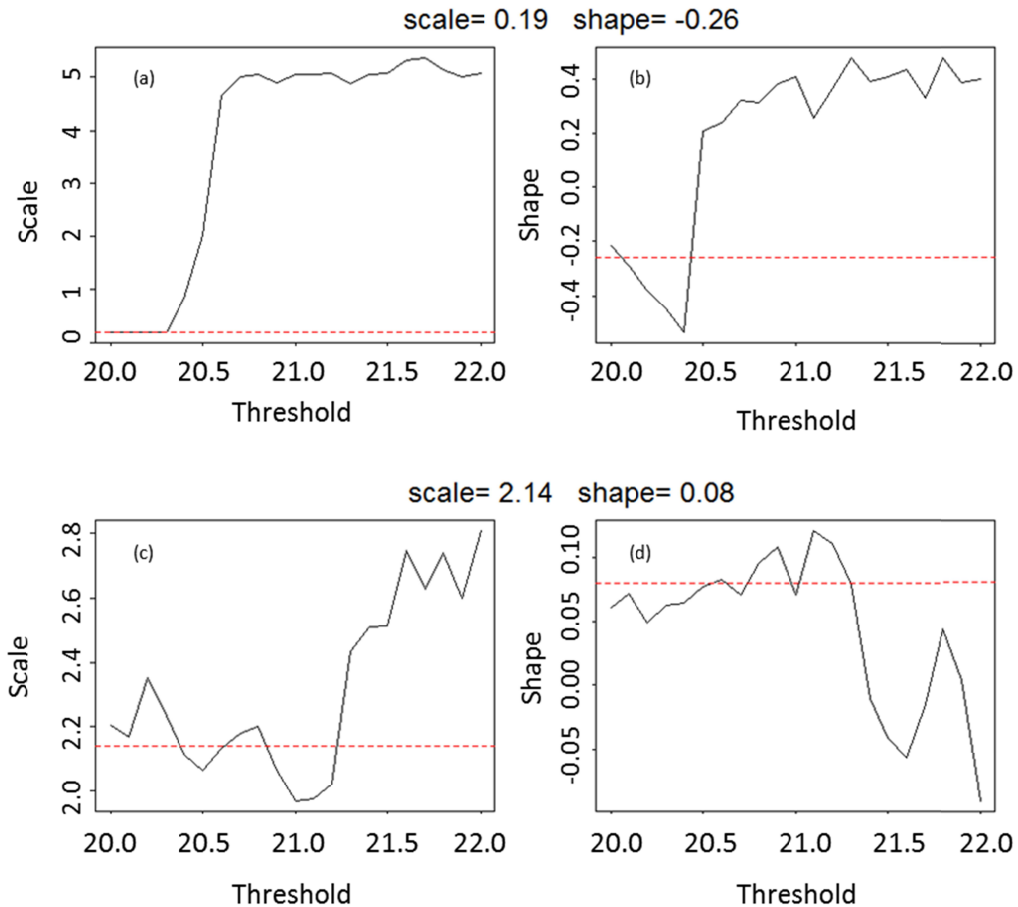 scale= 0.19 shape= -0.26
(a)
Scale
5
4
3
2
1
0
20.0 20.5 21.0 21.5 22.0
Threshold
(b)
Shape
0.4
0.2
0.0
-0.2
-0.4
20.0 20.5 21.0 21.5 22.0
Threshold
scale= 2.14 shape= 0.08
(c)
Scale
2.8
2.6
2.4
2.2
2.0
20.0 20.5 21.0 21.5 22.0
Threshold
(d)
Shape
0.10
0.05
0.00
-0.05
20.0 20.5 21.0 21.5 22.0
Threshold